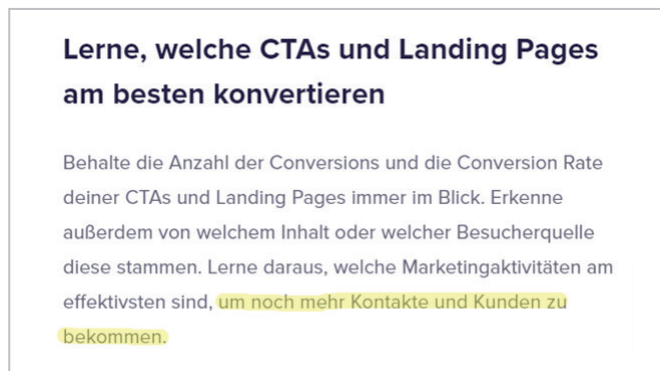 Lerne, welche CTAs und Landing Pages
am besten konvertieren
Behalte die Anzahl der Conversions und die Conversion Rate
deiner CTAs und Landing Pages immer im Blick. Erkenne
außerdem von welchem Inhalt oder welcher Besucherquelle
diese stammen. Lerne daraus, welche Marketingaktivitäten am
effektivsten sind, um noch mehr Kontakte und Kunden zu
bekommen.